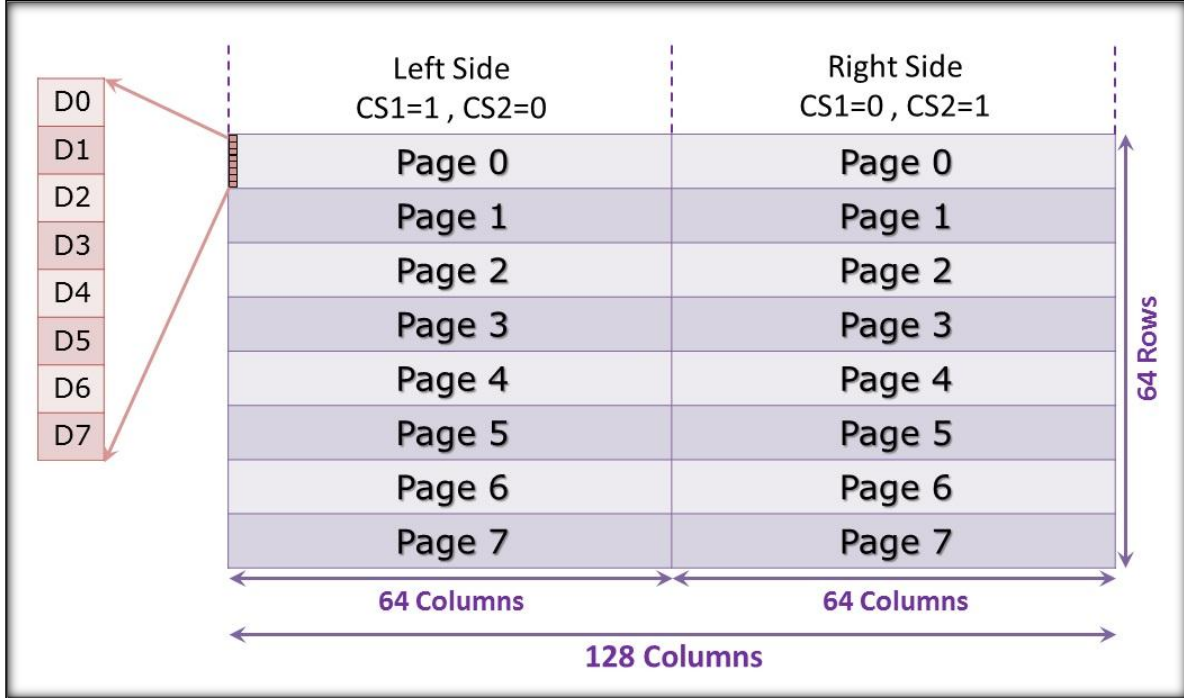 Left Side
CS1=1 , CS2=0
Right Side
CS1=0 , CS2=1
D0
D1
D2
D3
D4
D5
D6
D7
Page 0
Page 0
Page 1
Page 1
Page 2
Page 2
Page 3
Page 3
Page 4
Page 4
Page 5
Page 5
Page 6
Page 6
Page 7
Page 7
64 Rows
64 Columns
64 Columns
128 Columns